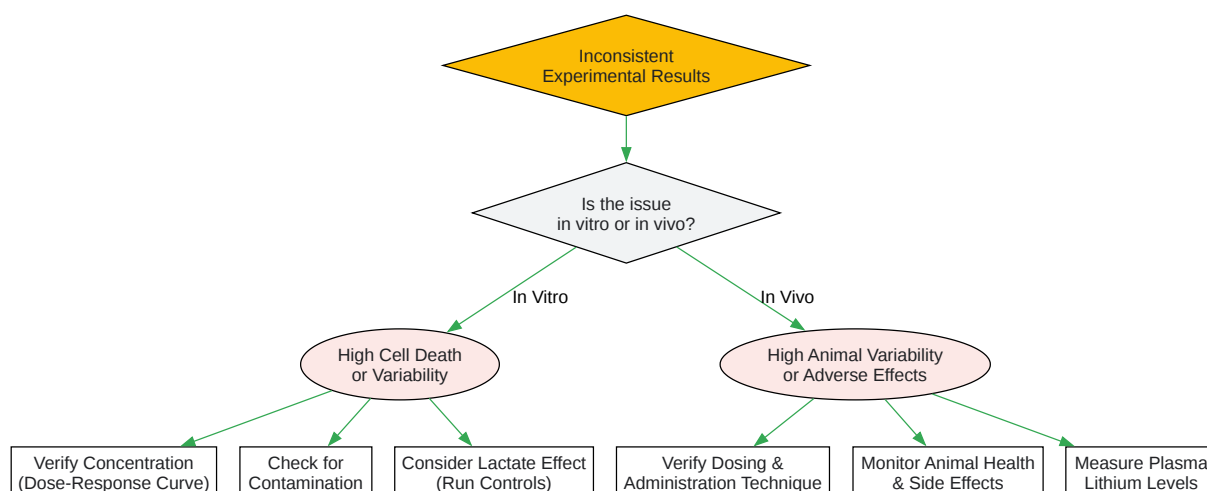 Inconsistent
Experimental Results
Is the issue
in vitro or in vivo?
In Vitro
In Vivo
High Cell Death
or Variability
High Animal Variability
or Adverse Effects
Verify Concentration
(Dose-Response Curve)
Check for
Contamination
Consider Lactate Effect
(Run Controls)
Verify Dosing &
Administration Technique
Monitor Animal Health
& Side Effects
Measure Plasma
Lithium Levels